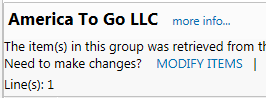 America To Go LLC more info...
The item(s) in this group was retrieved from
Need to make changes? MODIFY ITEMS |
Line(s): 1